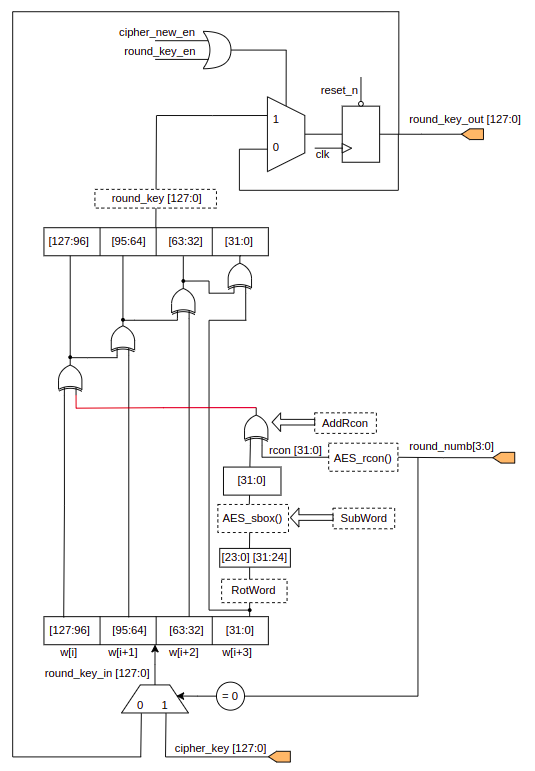 cipher_new_en
round_key_en
reset_n
round_key_out [127:0]
1
0
clk
round_key [127:0]
[127:96] [95:64] [63:32] [31:0]
AddRcon
round_numb[3:0]
rcon [31:0]
AES_rcon()
[31:0]
AES_sbox()
SubWord
[23:0] [31:24]
RotWord
[127:96] [95:64] [63:32] [31:0]
w[i] w[i+1] w[i+2] w[i+3]
round_key_in [127:0]
= 0
0 1
cipher_key [127:0]